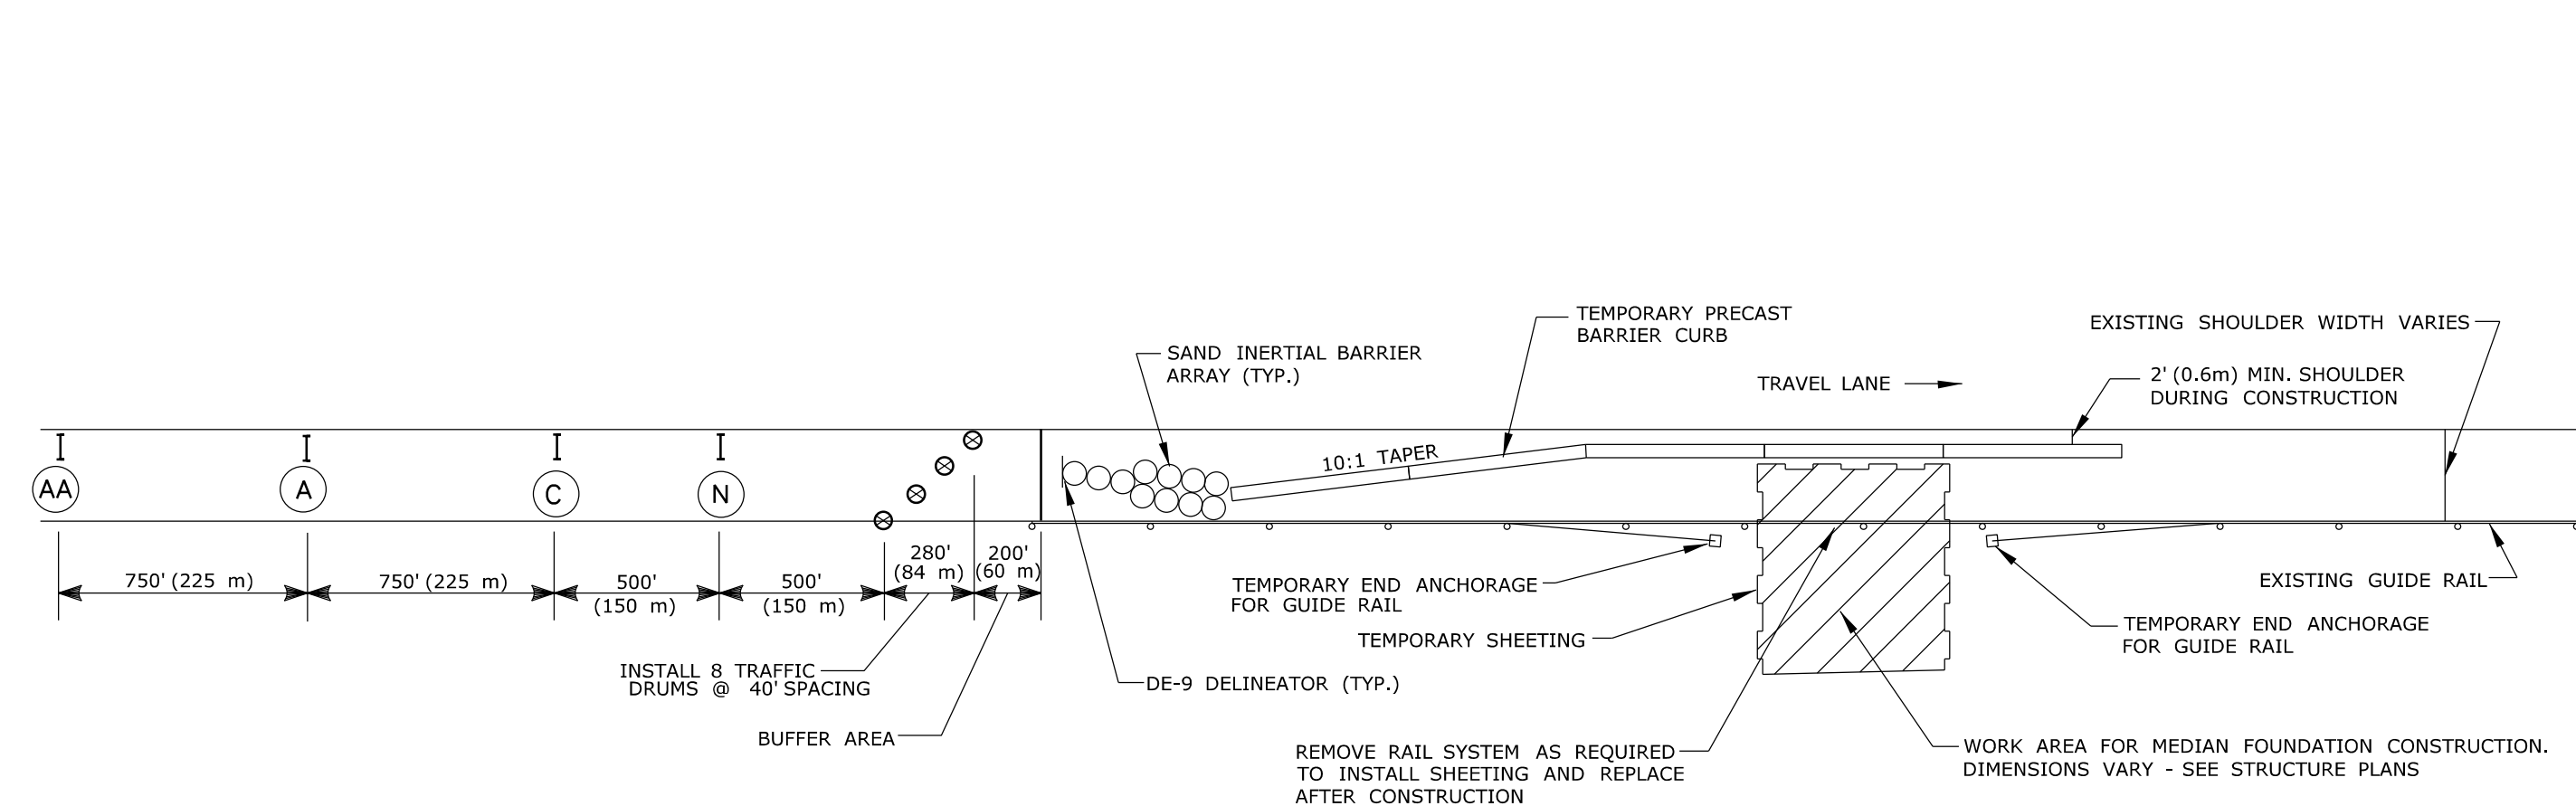 TEMPORARY PRECAST
BARRIER CURB
EXISTING SHOULDER WIDTH VARIES
SAND INERTIAL BARRIER
ARRAY (TYP.)
TRAVEL LANE
2' (0.6m) MIN. SHOULDER
DURING CONSTRUCTION
10:1 TAPER
AA
A
C
N
750' (225 m)
750' (225 m)
500'
(150 m)
500'
(150 m)
280'
(84 m)
200'
(60 m)
TEMPORARY END ANCHORAGE
FOR GUIDE RAIL
EXISTING GUIDE RAIL
TEMPORARY SHEETING
TEMPORARY END ANCHORAGE
FOR GUIDE RAIL
INSTALL 8 TRAFFIC
DRUMS @ 40' SPACING
DE-9 DELINEATOR (TYP.)
BUFFER AREA
REMOVE RAIL SYSTEM AS REQUIRED
TO INSTALL SHEETING AND REPLACE
AFTER CONSTRUCTION
WORK AREA FOR MEDIAN FOUNDATION CONSTRUCTION.
DIMENSIONS VARY - SEE STRUCTURE PLANS